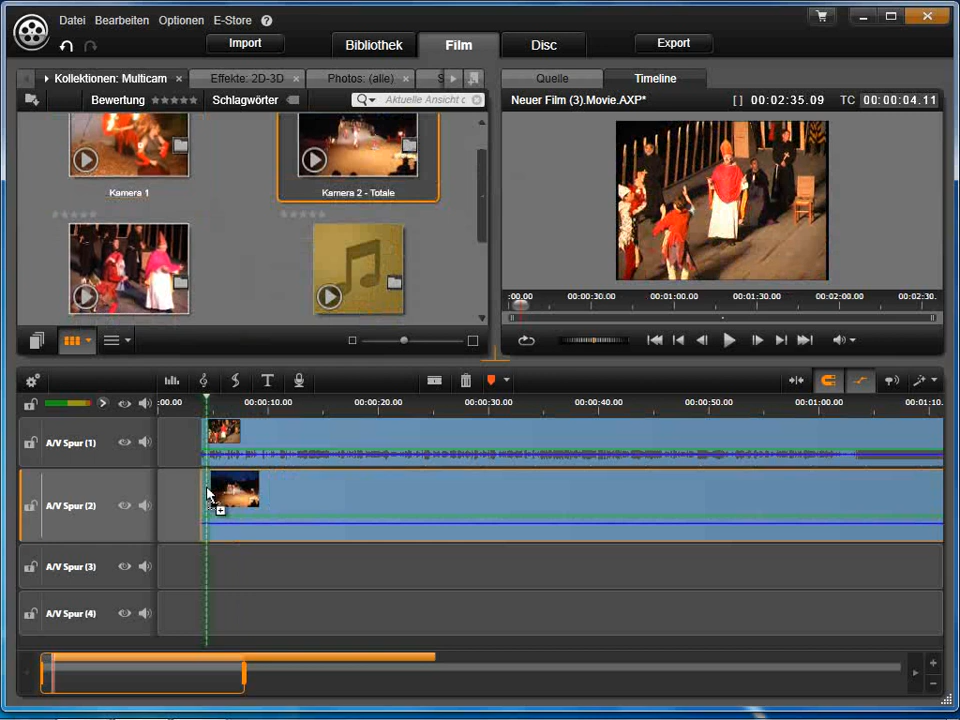 Datei Bearbeiten Optionen E-Store ?
Import Bibliothek Film Disc Export
Kollektionen: Multicam × Effekte: 2D-3D × Photos: (alle) × S
Quelle Timeline
Bewertung Schlagwörter Aktuelle Ansicht
Neuer Film (3).Movie.AXP* [ ] 00:02:35.09 TC 00:00:04.11
Kamera 1 Kamera 2 - Totale
:00.00 00:00:30.00 00:01:00.00 00:01:30.00 00:02:00.00 00:02:30.
:00.00 00:00:10.00 00:00:20.00 00:00:30.00 00:00:40.00 00:00:50.00 00:01:00.00 00:01:10.
A/V Spur (1)
A/V Spur (2)
A/V Spur (3)
A/V Spur (4)